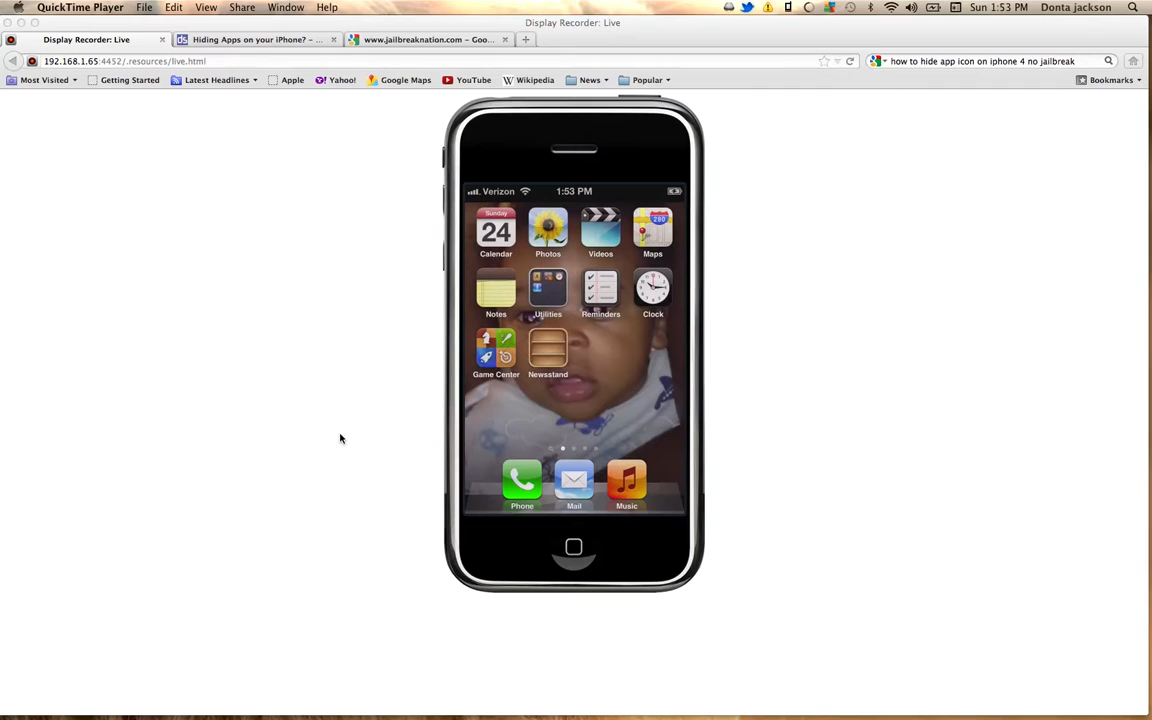 QuickTime Player File Edit View Share Window Help Sun 1:53 PM Donta jackson
Display Recorder: Live
Display Recorder: Live Hiding Apps on your iPhone? – ... www.jailbreaknation.com – Goo...
192.168.1.65:4452/.resources/live.html how to hide app icon on iphone 4 no jailbreak
Most Visited Getting Started Latest Headlines Apple Yahoo! Google Maps YouTube Wikipedia News Popular Bookmarks
Verizon 1:53 PM
Sunday
24 280
Calendar Photos Videos Maps
Notes Utilities Reminders Clock
Game Center Newsstand
Phone Mail Music